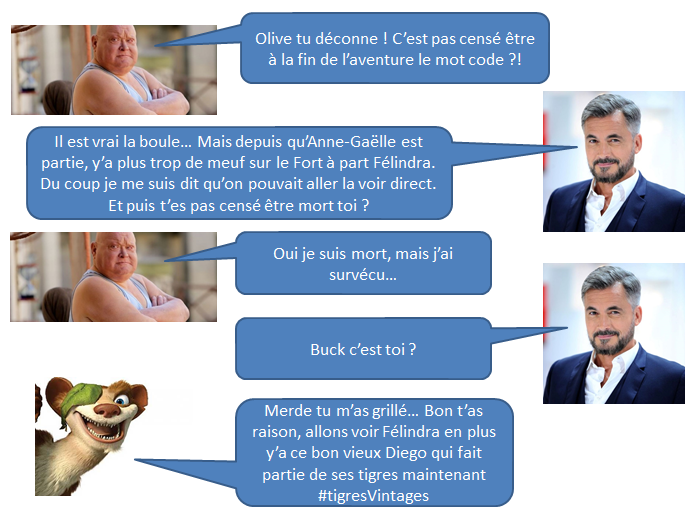 Olive tu déconne ! C’est pas censé être
à la fin de l’aventure le mot code ?!
Il est vrai la boule… Mais depuis qu’Anne-Gaëlle est
partie, y’a plus trop de meuf sur le Fort à part Félindra.
Du coup je me suis dit qu’on pouvait aller la voir direct.
Et puis t’es pas censé être mort toi ?
Oui je suis mort, mais j’ai
survécu…
Buck c’est toi ?
Merde tu m’as grillé… Bon t’as
raison, allons voir Félindra en plus
y’a ce bon vieux Diego qui fait
partie de ses tigres maintenant
#tigresVintages